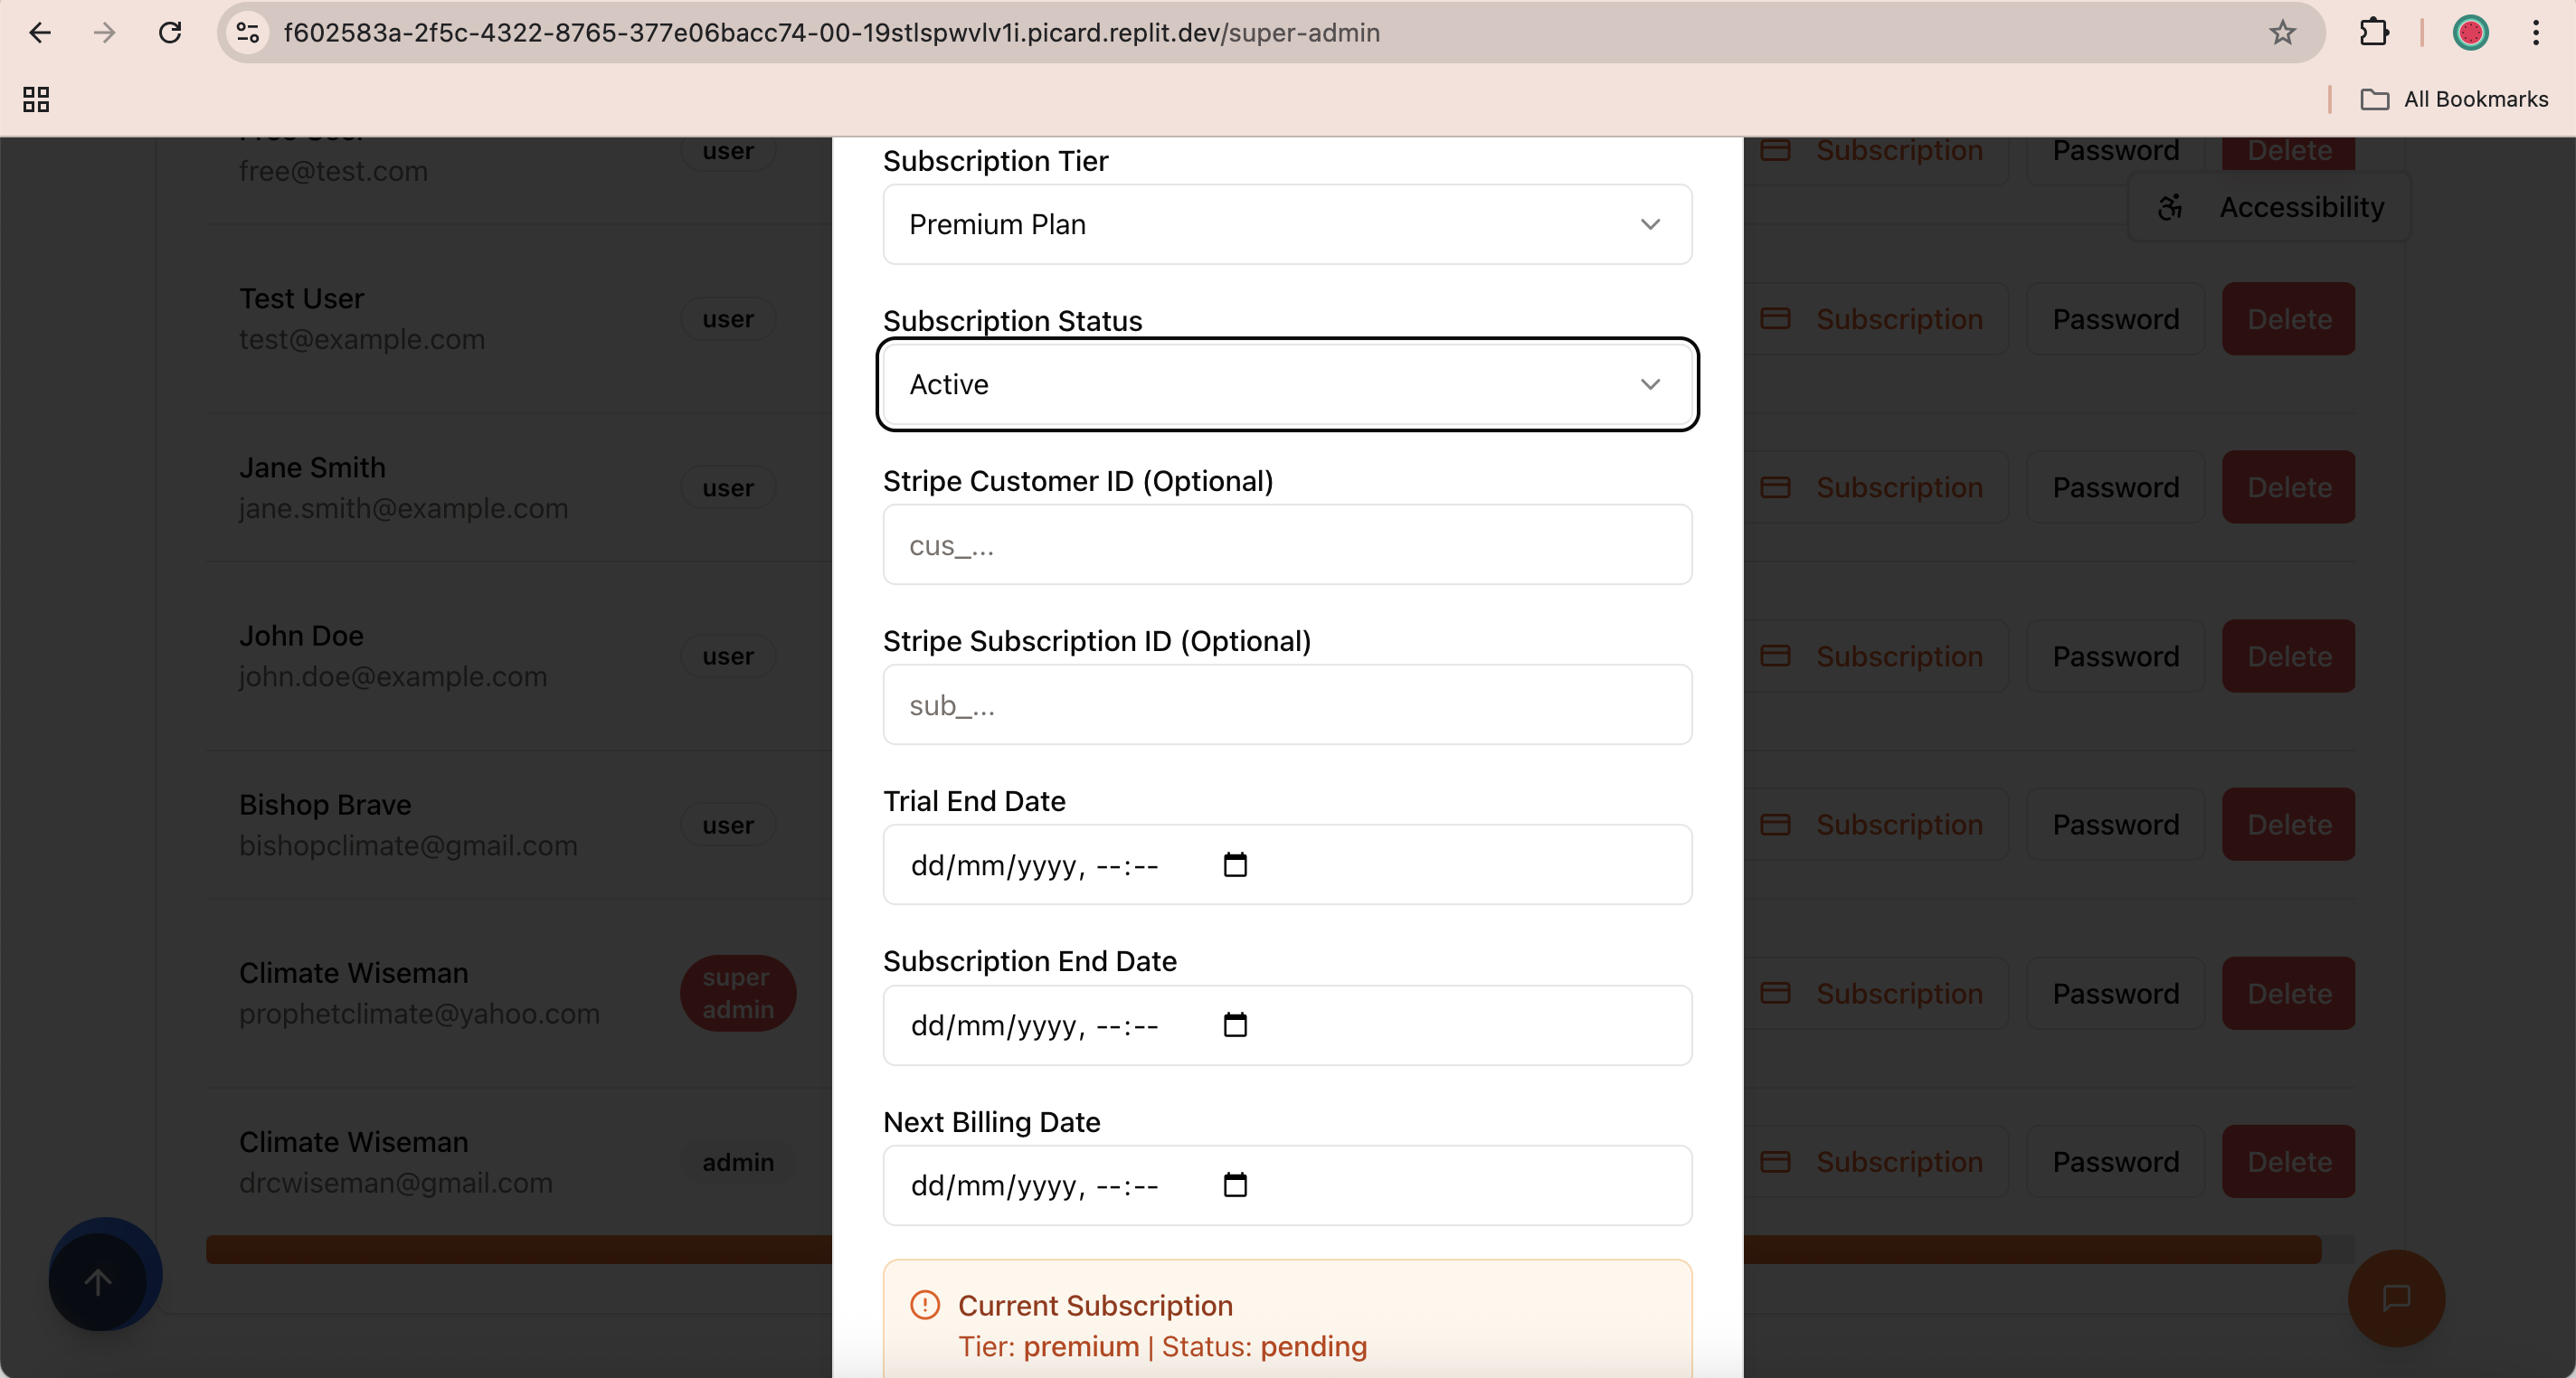 f602583a-2f5c-4322-8765-377e06bacc74-00-19stlspwvlv1i.picard.replit.dev/super-admin
All Bookmarks
free@test.com
user
Subscription
Password
Delete
Accessibility
Test User
test@example.com
user
Subscription
Password
Delete
Jane Smith
jane.smith@example.com
user
Subscription
Password
Delete
John Doe
john.doe@example.com
user
Subscription
Password
Delete
Bishop Brave
bishopclimate@gmail.com
user
Subscription
Password
Delete
Climate Wiseman
prophetclimate@yahoo.com
super
admin
Subscription
Password
Delete
Climate Wiseman
drcwiseman@gmail.com
admin
Subscription
Password
Delete
Subscription Tier
Premium Plan
Subscription Status
Active
Stripe Customer ID (Optional)
cus_...
Stripe Subscription ID (Optional)
sub_...
Trial End Date
dd/mm/yyyy, --:--
Subscription End Date
dd/mm/yyyy, --:--
Next Billing Date
dd/mm/yyyy, --:--
Current Subscription
Tier: premium | Status: pending